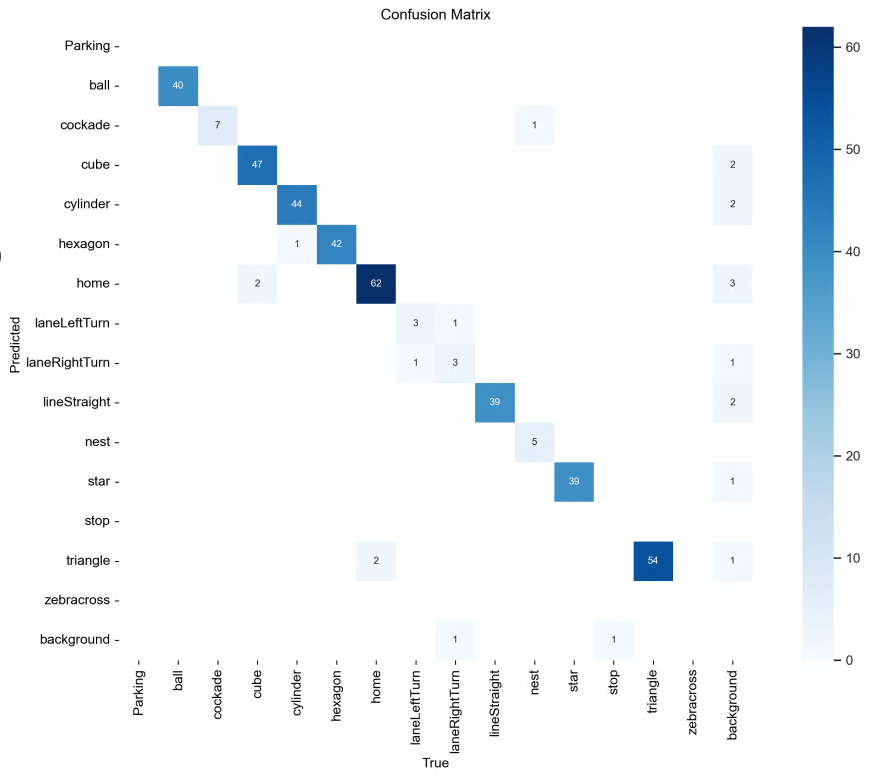 Confusion Matrix
Parking
ball
40
cockade
7
1
cube
47
2
cylinder
44
2
hexagon
1
42
home
2
62
3
laneLeftTurn
3
1
laneRightTurn
1
3
1
lineStraight
39
2
nest
5
star
39
1
stop
triangle
2
54
1
zebracross
background
1
1
Predicted
Parking
ball
cockade
cube
cylinder
hexagon
home
laneLeftTurn
laneRightTurn
lineStraight
nest
star
stop
triangle
zebracross
background
True
60
50
40
30
20
10
0